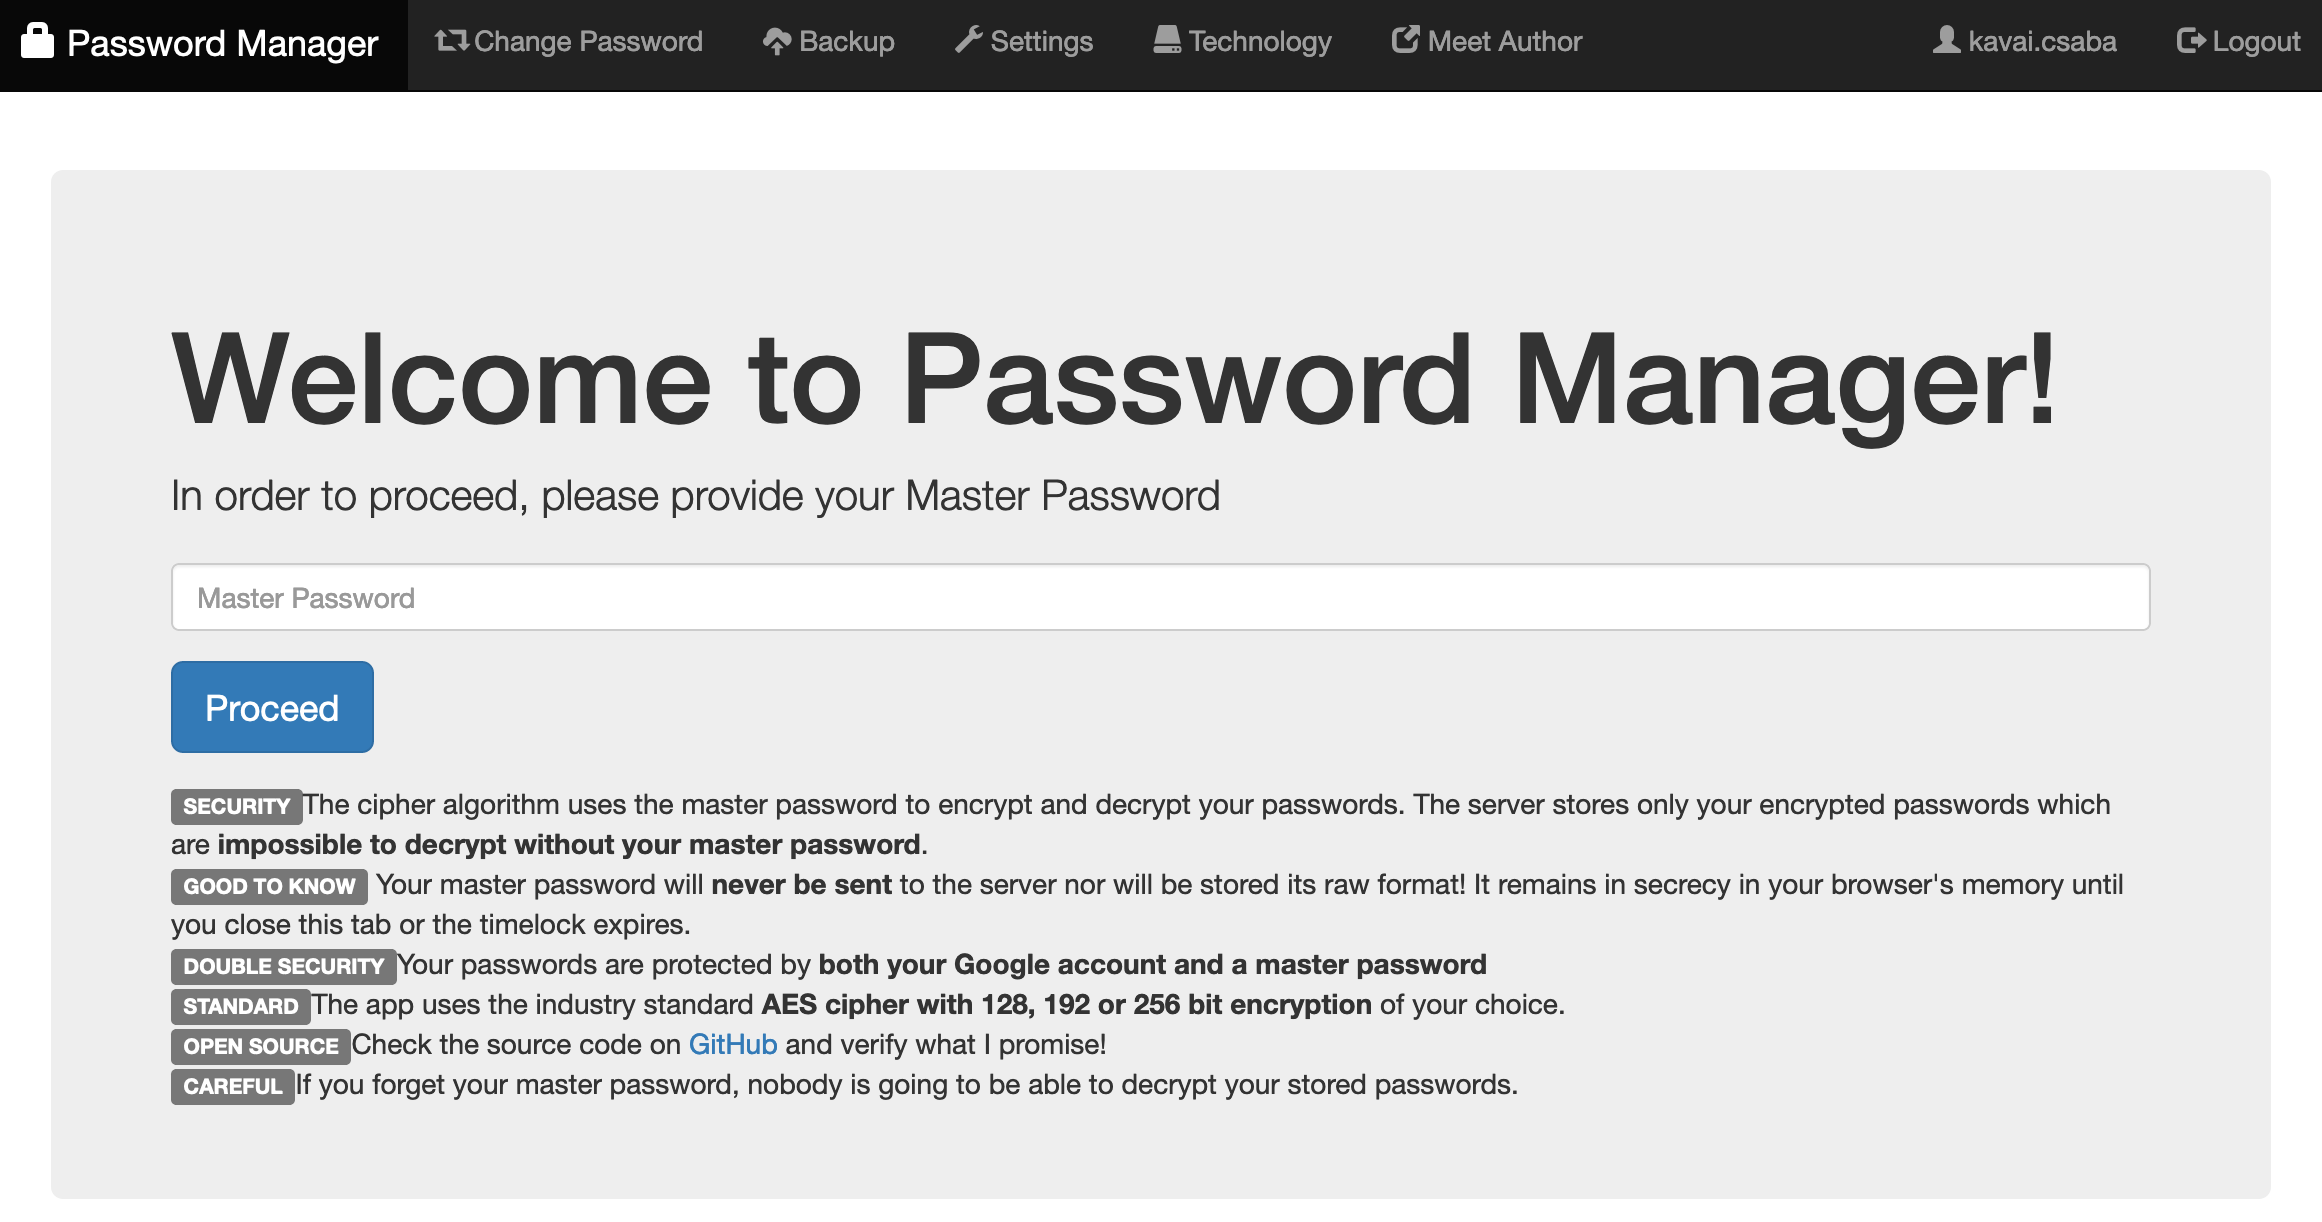 Password Manager Change Password Backup Settings Technology Meet Author kavai.csaba Logout
Welcome to Password Manager!
In order to proceed, please provide your Master Password
Master Password
Proceed
SECURITY The cipher algorithm uses the master password to encrypt and decrypt your passwords. The server stores only your encrypted passwords which
are impossible to decrypt without your master password.
GOOD TO KNOW Your master password will never be sent to the server nor will be stored its raw format! It remains in secrecy in your browser's memory until
you close this tab or the timelock expires.
DOUBLE SECURITY Your passwords are protected by both your Google account and a master password
STANDARD The app uses the industry standard AES cipher with 128, 192 or 256 bit encryption of your choice.
OPEN SOURCE Check the source code on GitHub and verify what I promise!
CAREFUL If you forget your master password, nobody is going to be able to decrypt your stored passwords.